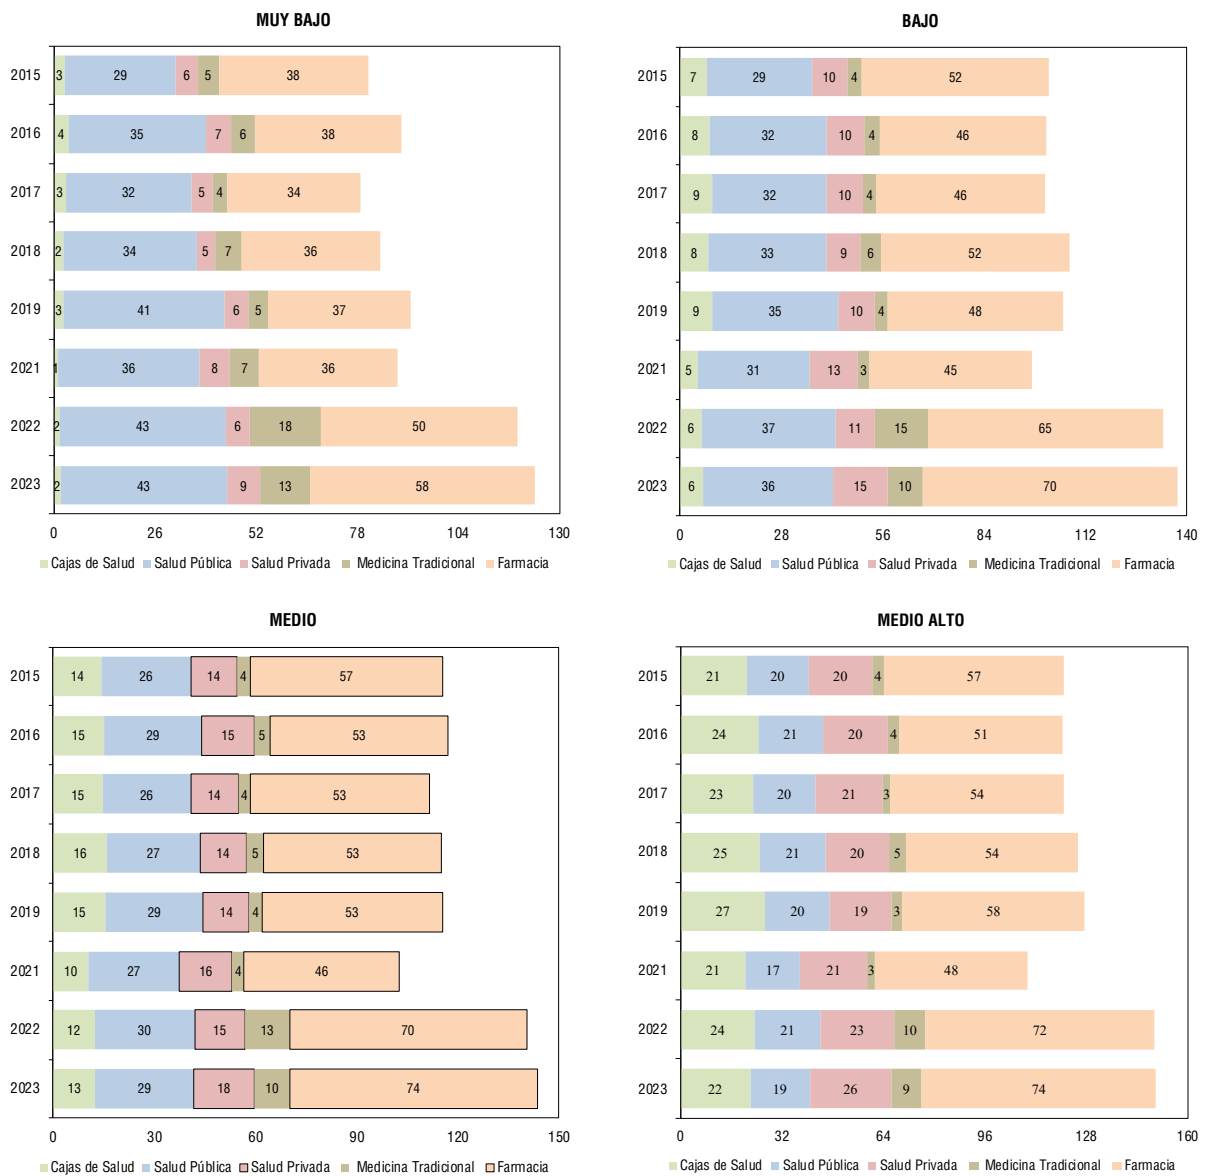 MUY BAJO
2015 3 29 6 5 38
2016 4 35 7 6 38
2017 3 32 5 4 34
2018 2 34 5 7 36
2019 3 41 6 5 37
2021 1 36 8 7 36
2022 2 43 6 18 50
2023 2 43 9 13 58
0 26 52 78 104 130
Cajas de Salud Salud Pública Salud Privada Medicina Tradicional Farmacia
BAJO
2015 7 29 10 4 52
2016 8 32 10 4 46
2017 9 32 10 4 46
2018 8 33 9 6 52
2019 9 35 10 4 48
2021 5 31 13 3 45
2022 6 37 11 15 65
2023 6 36 15 10 70
0 28 56 84 112 140
Cajas de Salud Salud Pública Salud Privada Medicina Tradicional Farmacia
MEDIO
2015 14 26 14 4 57
2016 15 29 15 5 53
2017 15 26 14 4 53
2018 16 27 14 5 53
2019 15 29 14 4 53
2021 10 27 16 4 46
2022 12 30 15 13 70
2023 13 29 18 10 74
0 30 60 90 120 150
Cajas de Salud Salud Pública Salud Privada Medicina Tradicional Farmacia
MEDIO ALTO
2015 21 20 20 4 57
2016 24 21 20 4 51
2017 23 20 21 3 54
2018 25 21 20 5 54
2019 27 20 19 3 58
2021 21 17 21 3 48
2022 24 21 23 10 72
2023 22 19 26 9 74
0 32 64 96 128 160
Cajas de Salud Salud Pública Salud Privada Medicina Tradicional Farmacia